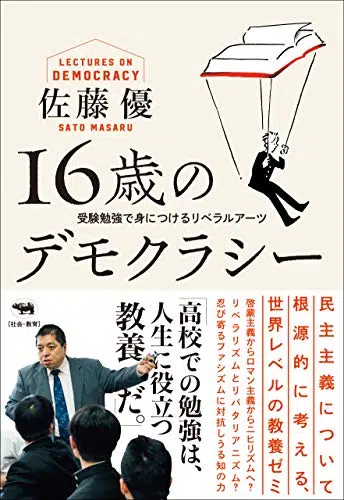 LECTURES ON
DEMOCRACY
佐藤 優
SATO MASARU
16歳の
受験勉強で身につけるリベラルアーツ
デモクラシー
[社会・教育]
「高校での勉強は、
人生に役立つ
教養だ。」
民主主義について
根源的に考える、
世界レベルの教養ゼミ
啓蒙主義からロマン主義からニヒリズムへ?
リベラリズムとリバタリアニズム?
忍び寄るファシズムに対抗しうる知の力